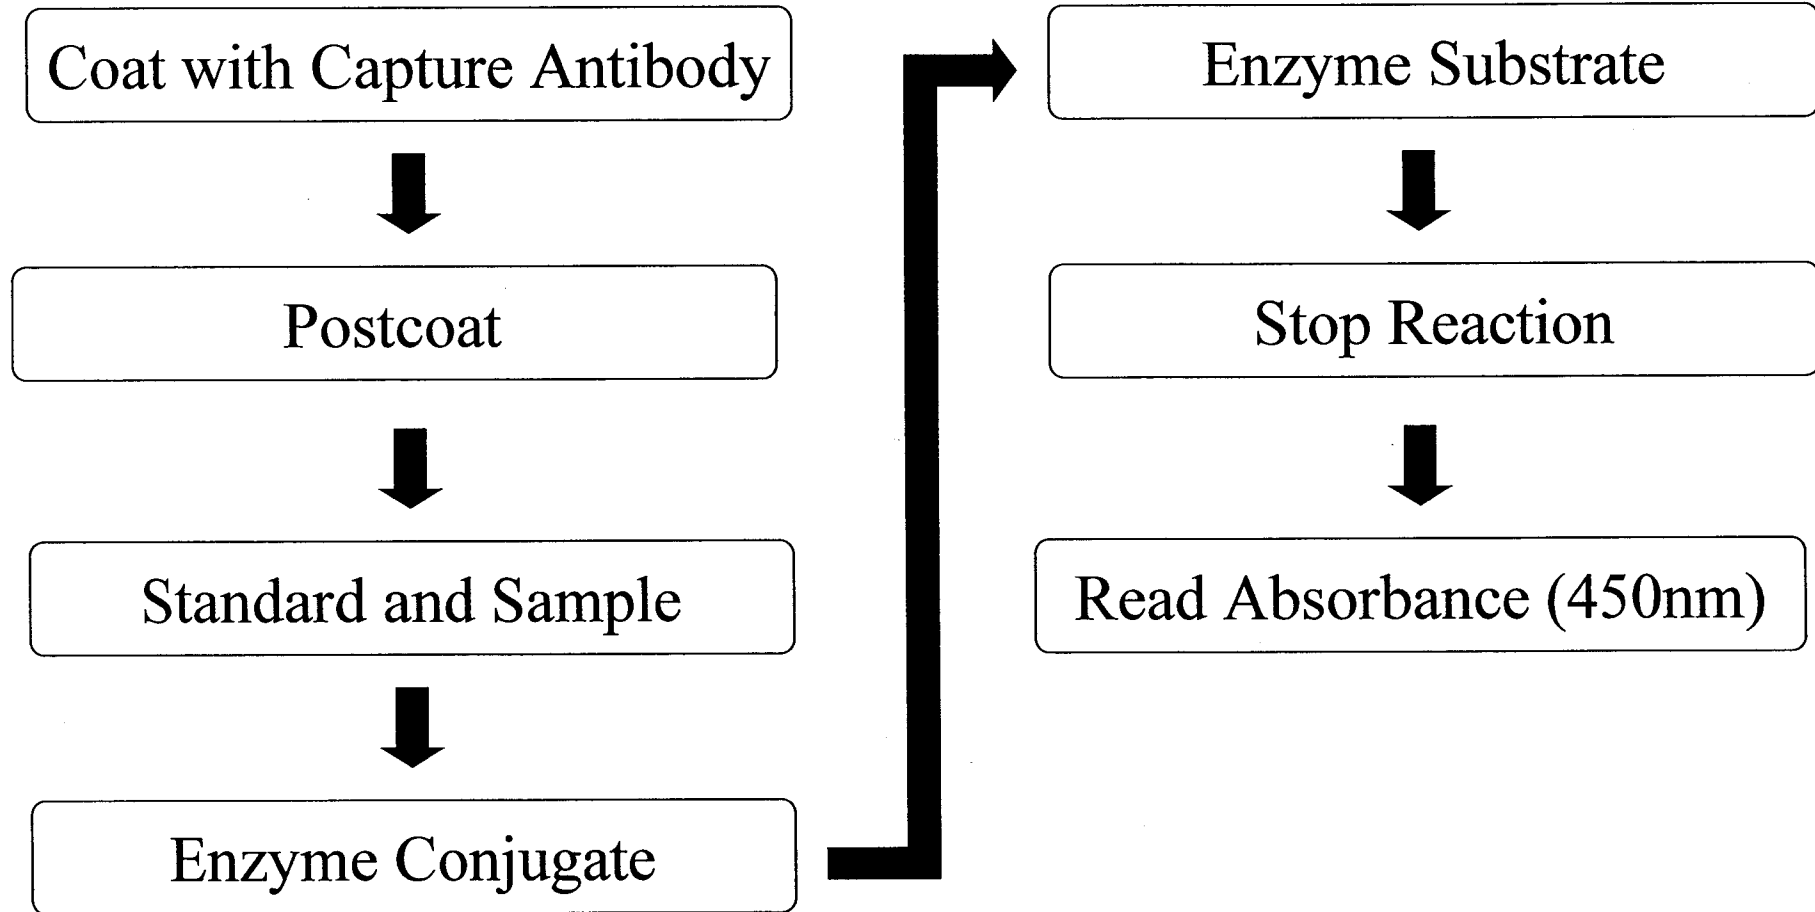 Coat with Capture Antibody
Postcoat
Standard and Sample
Enzyme Conjugate
Enzyme Substrate
Stop Reaction
Read Absorbance (450nm)